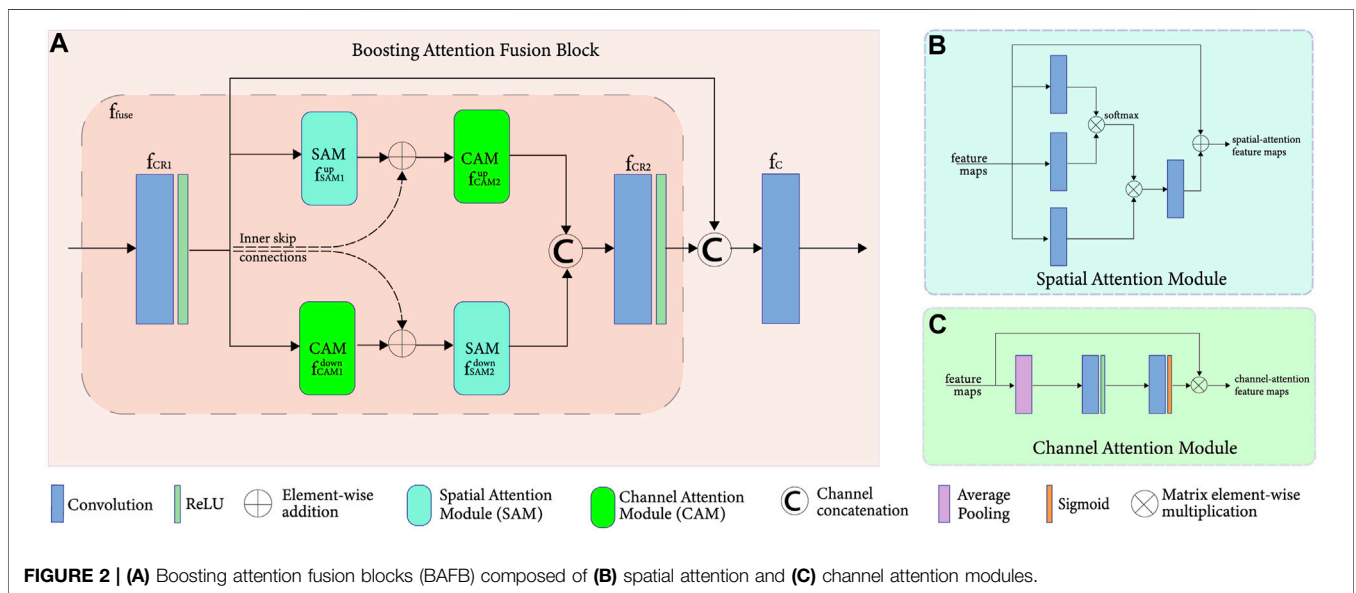 A
Boosting Attention Fusion Block
f_fuse
f_CR1
SAM
f^up_SAM1
CAM
f^up_CAM2
f_CR2
f_C
Inner skip
connections
C
C
CAM
f^down_CAM1
SAM
f^down_SAM2
B
softmax
feature
maps
spatial-attention
feature maps
Spatial Attention Module
C
feature
maps
channel-attention
feature maps
Channel Attention Module
Convolution
ReLU
Element-wise
addition
Spatial Attention
Module (SAM)
Channel Attention
Module (CAM)
C
Channel
concatenation
Average
Pooling
Sigmoid
Matrix element-wise
multiplication
FIGURE 2 | (A) Boosting attention fusion blocks (BAFB) composed of (B) spatial attention and (C) channel attention modules.